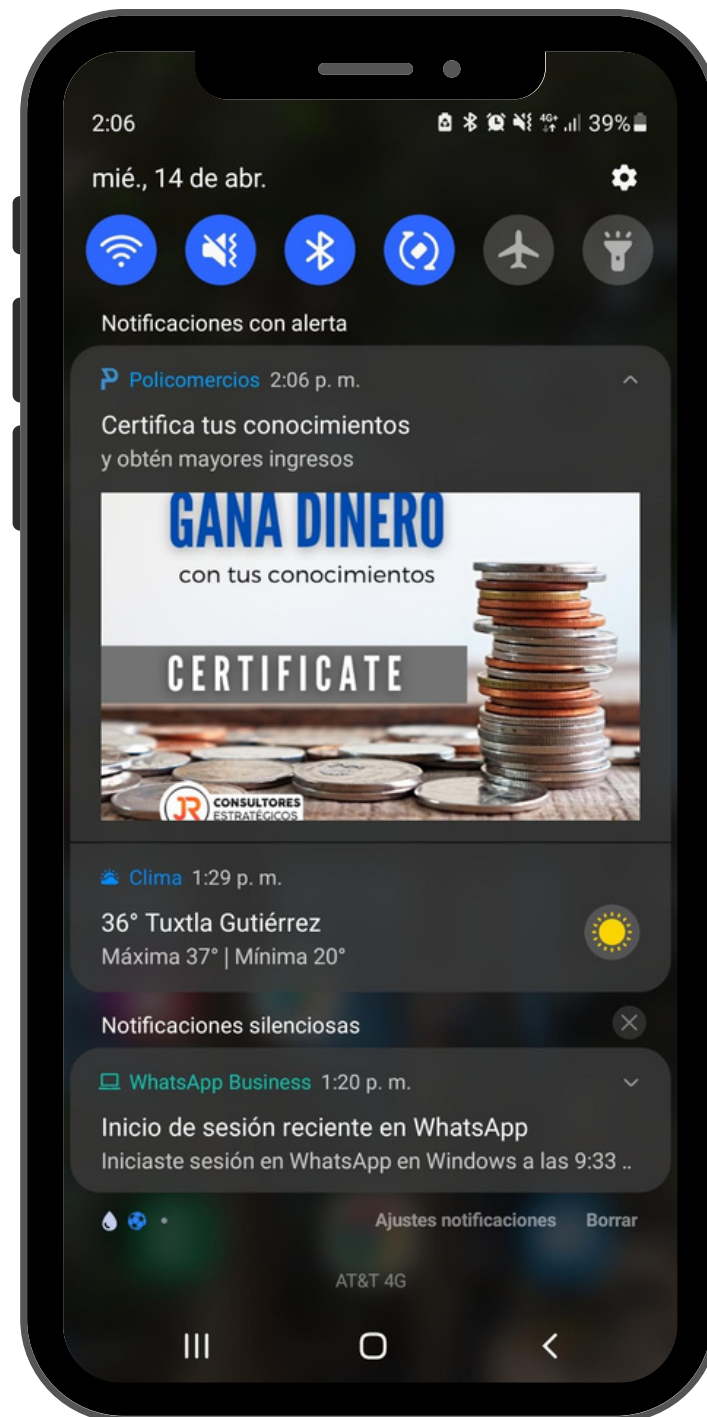 2:06
4G+
39%
mié., 14 de abr.
Notificaciones con alerta
Policomercios 2:06 p. m.
Certifica tus conocimientos
y obtén mayores ingresos
GANA DINERO
con tus conocimientos
CERTIFICATE
JR CONSULTORES
ESTRATÉGICOS
Clima 1:29 p. m.
36° Tuxtla Gutiérrez
Máxima 37° | Mínima 20°
Notificaciones silenciosas
WhatsApp Business 1:20 p. m.
Inicio de sesión reciente en WhatsApp
Iniciaste sesión en WhatsApp en Windows a las 9:33 ..
Ajustes notificaciones Borrar
AT&T 4G